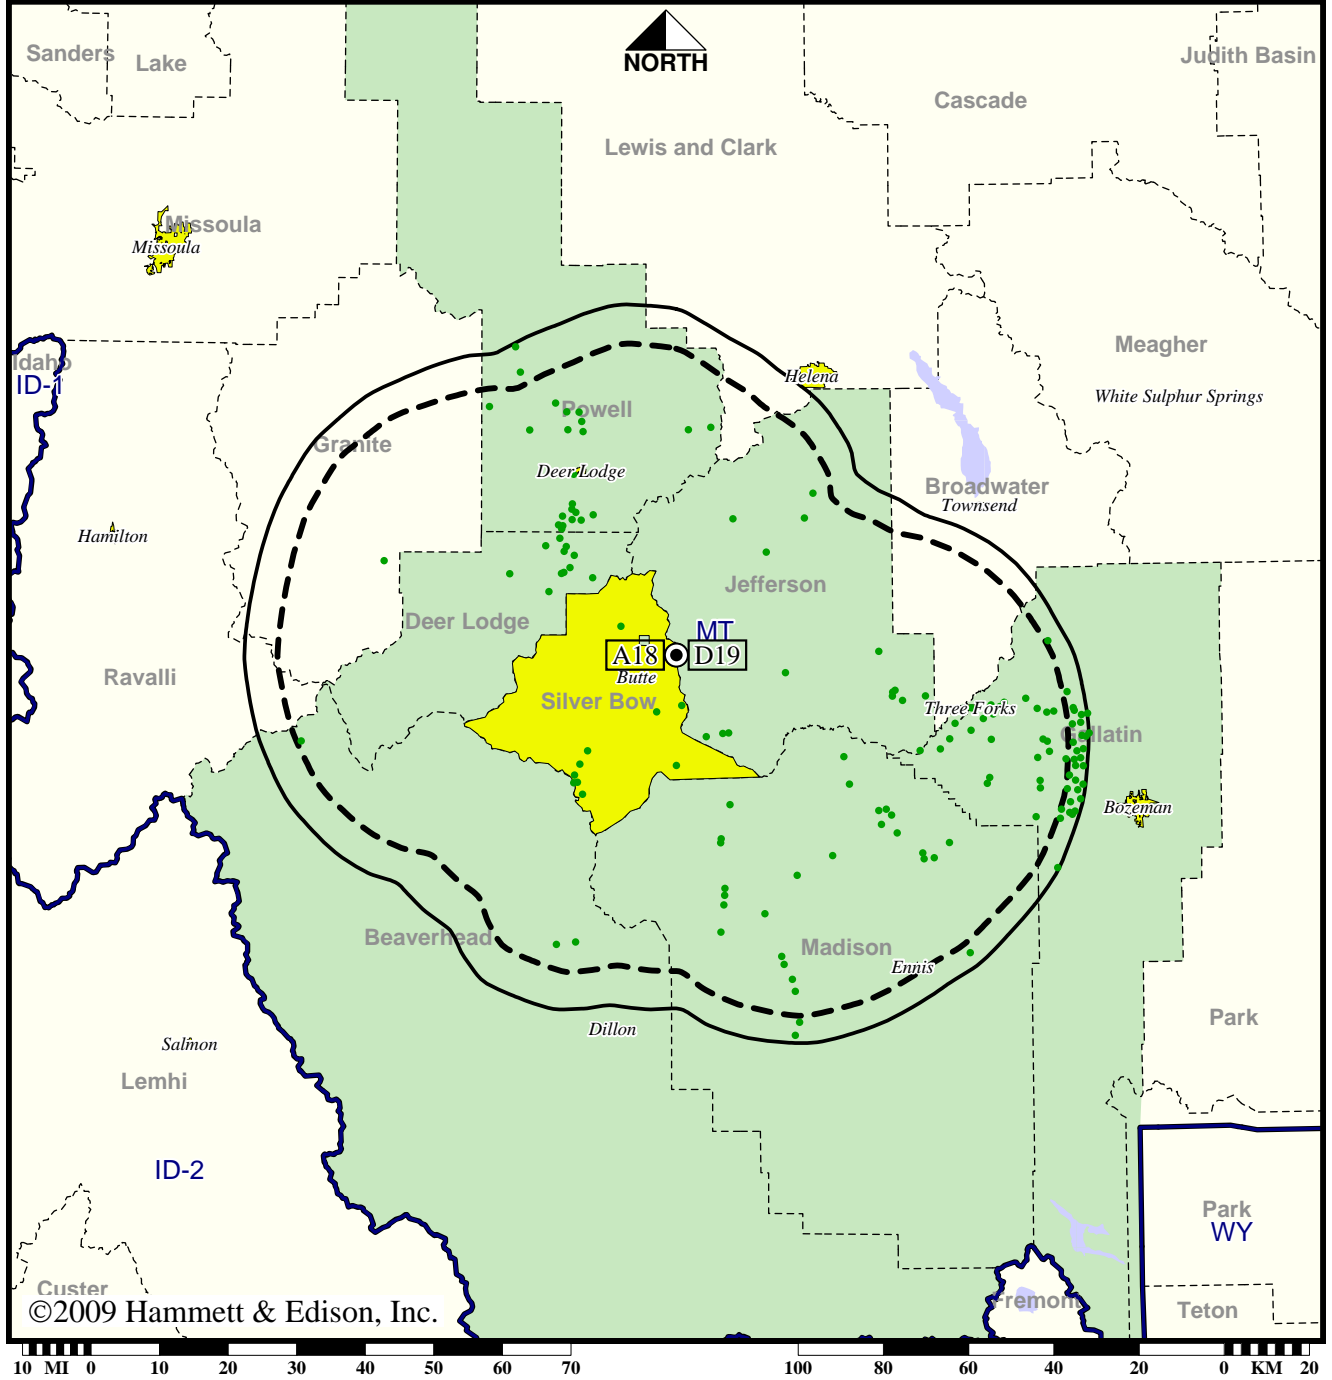 NORTH
Sanders
Lake
Judith Basin
Cascade
Lewis and Clark
Missoula
Missoula
Meagher
Idaho
ID-1
Helena
White Sulphur Springs
Powell
Granite
Deer Lodge
Broadwater
Townsend
Hamilton
Jefferson
Deer Lodge
MT
A18
D19
Ravalli
Butte
Silver Bow
Three Forks
Gallatin
Bozeman
Beaverhead
Madison
Ennis
Park
Dillon
Salmon
Lemhi
ID-2
Park
WY
Custer
Fremont
Teton
©2009 Hammett & Edison, Inc.
10 MI 0 10 20 30 40 50 60 70 100 80 60 40 20 0 KM 20